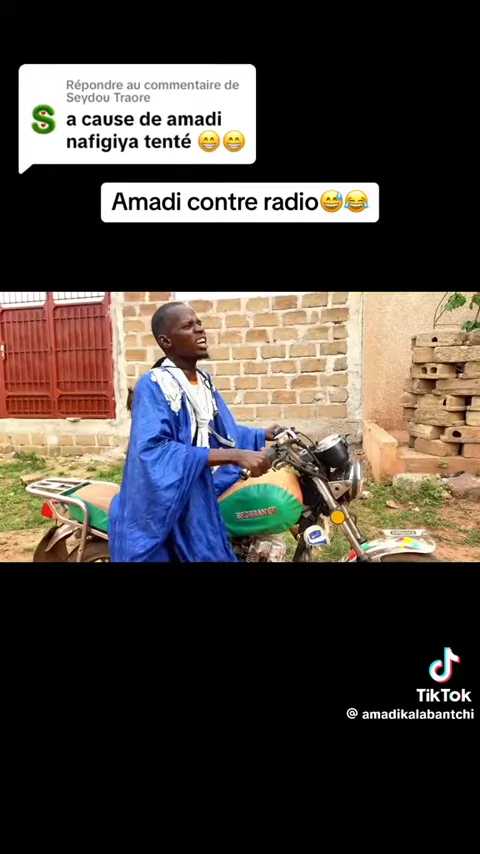 Répondre au commentaire de
Seydou Traore
a cause de amadi
nafigiya tenté 😁😁
Amadi contre radio😅😂
TikTok
@ amadikalabantchi